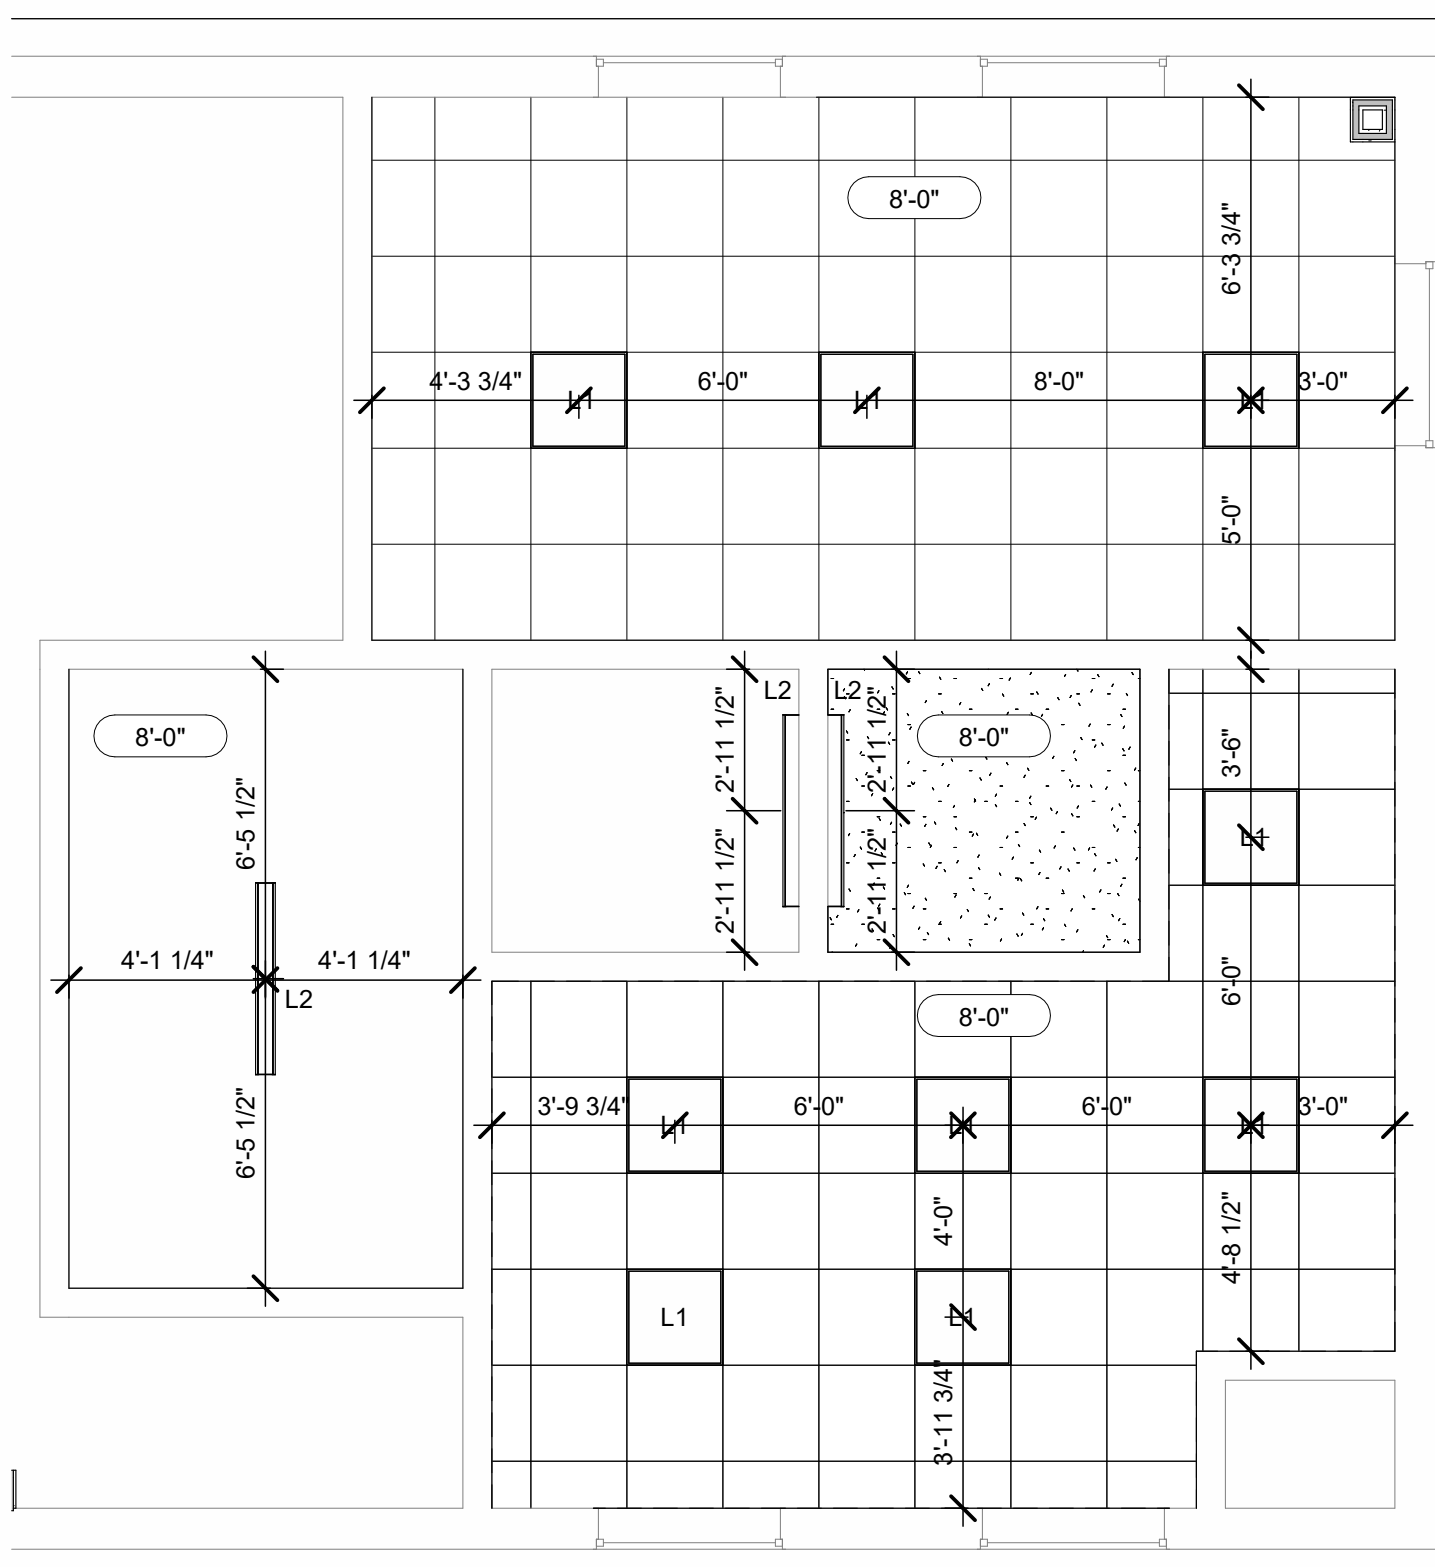 8'-0"
6'-3 3/4"
4'-3 3/4"
6'-0"
8'-0"
3'-0"
L1
L1
L1
5'-0"
L2
L2
8'-0"
8'-0"
2'-11 1/2"
2'-11 1/2"
3'-6"
6'-5 1/2"
L1
2'-11 1/2"
2'-11 1/2"
4'-1 1/4"
4'-1 1/4"
L2
6'-0"
8'-0"
3'-9 3/4"
6'-0"
6'-0"
3'-0"
L1
L1
L1
6'-5 1/2"
4'-0"
4'-8 1/2"
L1
L1
3'-11 3/4"